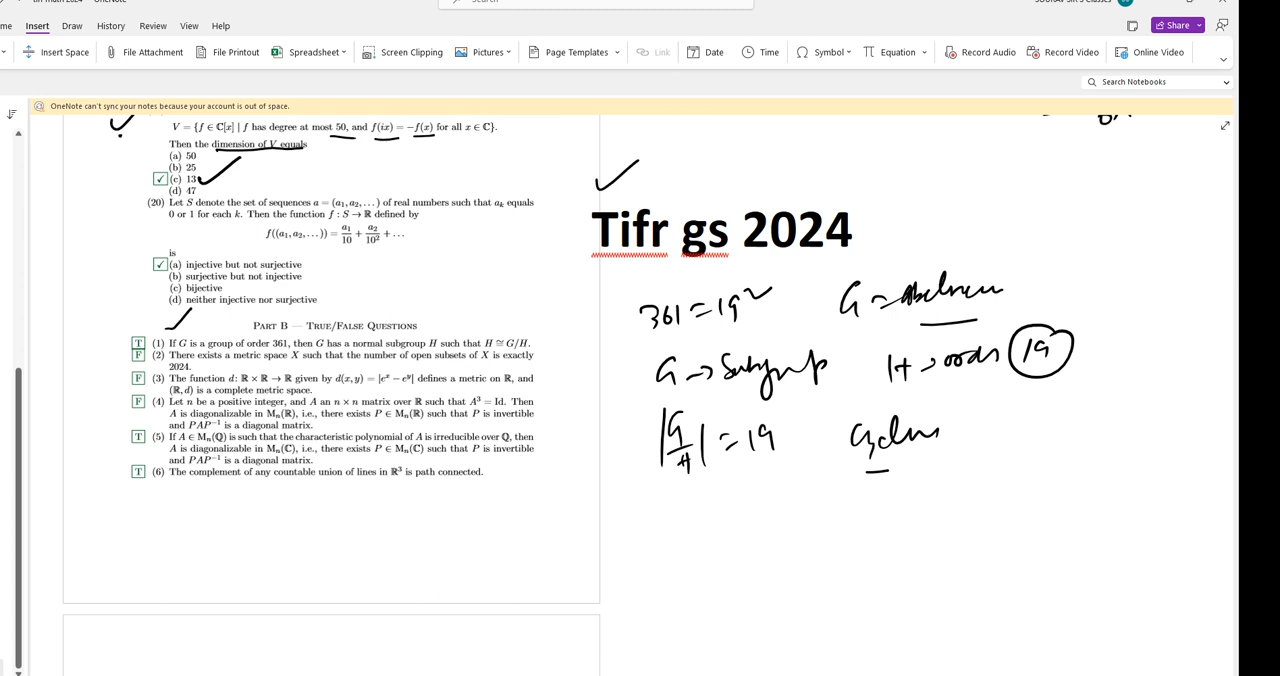 Insert Draw History Review View Help
Share
Insert Space File Attachment File Printout Spreadsheet Screen Clipping Pictures Page Templates Link Date Time Symbol Equation Record Audio Record Video Online Video
Search Notebooks
OneNote can't sync your notes because your account is out of space.
V = {f ∈ ℂ[x] | f has degree at most 50, and f(ix) = −f(x) for all x ∈ ℂ}.
Then the dimension of V equals
(a) 50
(b) 25
(c) 13
(d) 47
(20) Let S denote the set of sequences a = (a₁, a₂, . . . ) of real numbers such that aₖ equals
0 or 1 for each k. Then the function f : S → ℝ defined by
f((a₁, a₂, . . . )) = a₁/10 + a₂/10² + . . .
is
(a) injective but not surjective
(b) surjective but not injective
(c) bijective
(d) neither injective nor surjective
PART B — TRUE/FALSE QUESTIONS
T (1) If G is a group of order 361, then G has a normal subgroup H such that H ≅ G/H.
F (2) There exists a metric space X such that the number of open subsets of X is exactly
2024.
F (3) The function d: ℝ × ℝ → ℝ given by d(x, y) = |eˣ − eʸ| defines a metric on ℝ, and
(ℝ, d) is a complete metric space.
F (4) Let n be a positive integer, and A an n × n matrix over ℝ such that A³ = Id. Then
A is diagonalizable in Mₙ(ℝ), i.e., there exists P ∈ Mₙ(ℝ) such that P is invertible
and PAP⁻¹ is a diagonal matrix.
T (5) If A ∈ Mₙ(ℚ) is such that the characteristic polynomial of A is irreducible over ℚ, then
A is diagonalizable in Mₙ(ℂ), i.e., there exists P ∈ Mₙ(ℂ) such that P is invertible
and PAP⁻¹ is a diagonal matrix.
T (6) The complement of any countable union of lines in ℝ³ is path connected.
Tifr gs 2024
361 = 19²
G =
G → Subgroup H → 19
|G/H| = 19